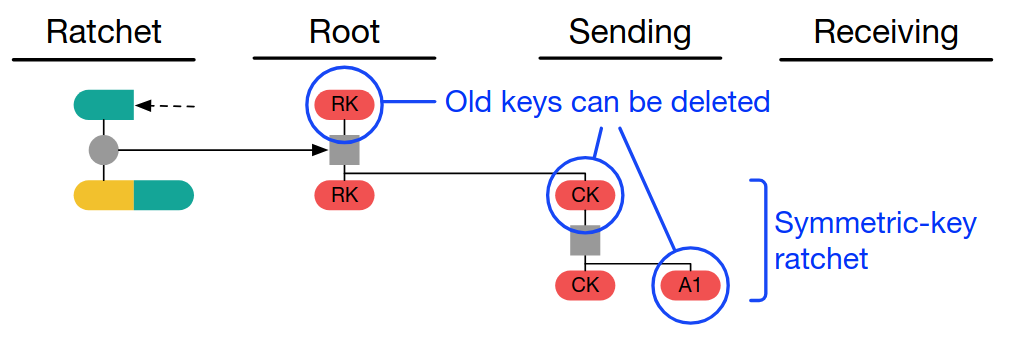 Ratchet Root Sending Receiving
RK Old keys can be deleted
RK CK
Symmetric-key
ratchet
CK A1